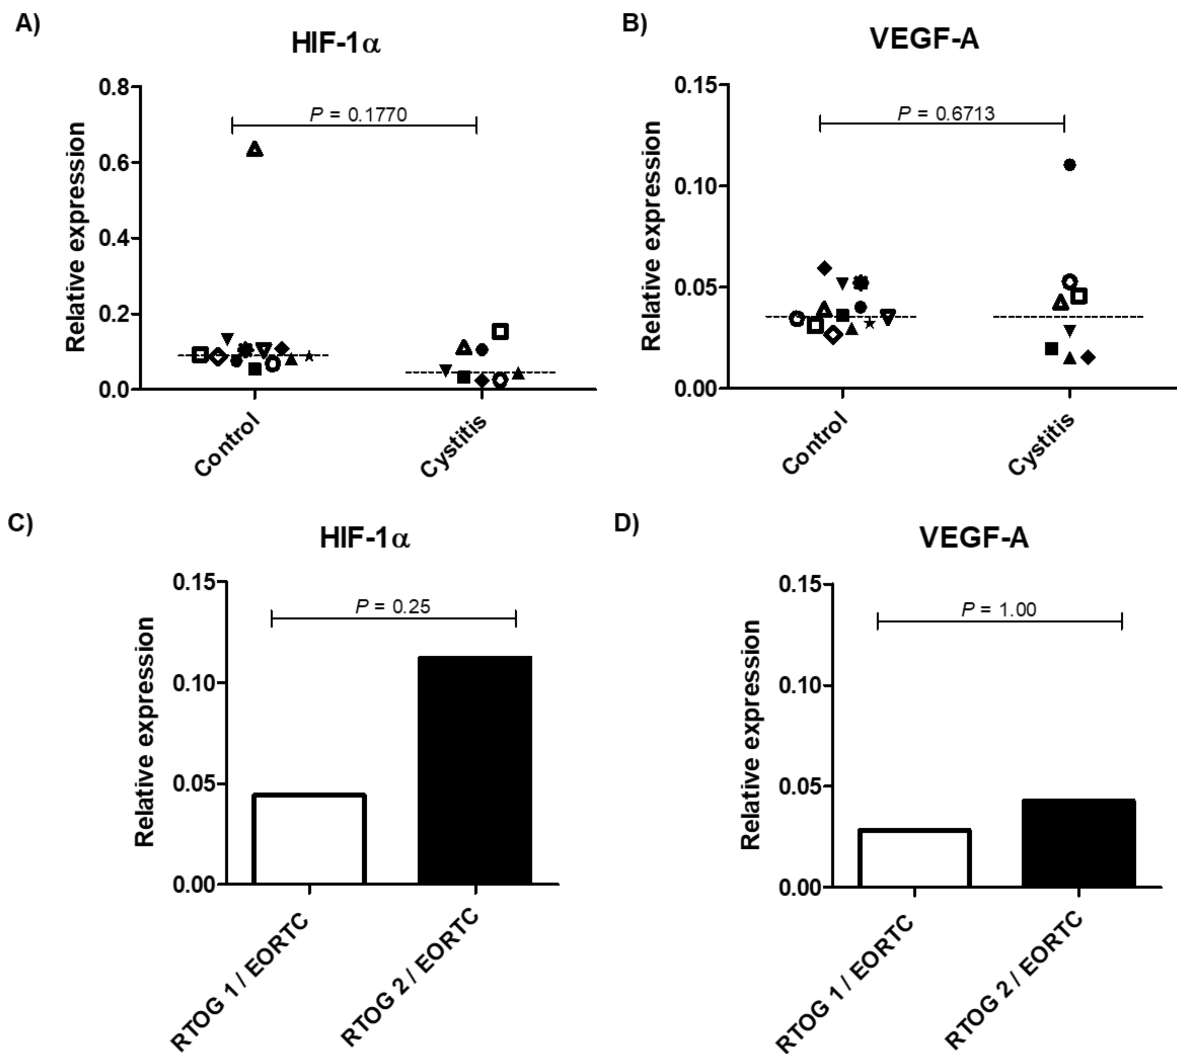 A)
HIF-1α
Relative expression
0.8
0.6
0.4
0.2
0.0
P = 0.1770
Control
Cystitis
B)
VEGF-A
Relative expression
0.15
0.10
0.05
0.00
P = 0.6713
Control
Cystitis
C)
HIF-1α
Relative expression
0.15
0.10
0.05
0.00
P = 0.25
RTOG 1 / EORTC
RTOG 2 / EORTC
D)
VEGF-A
Relative expression
0.15
0.10
0.05
0.00
P = 1.00
RTOG 1 / EORTC
RTOG 2 / EORTC